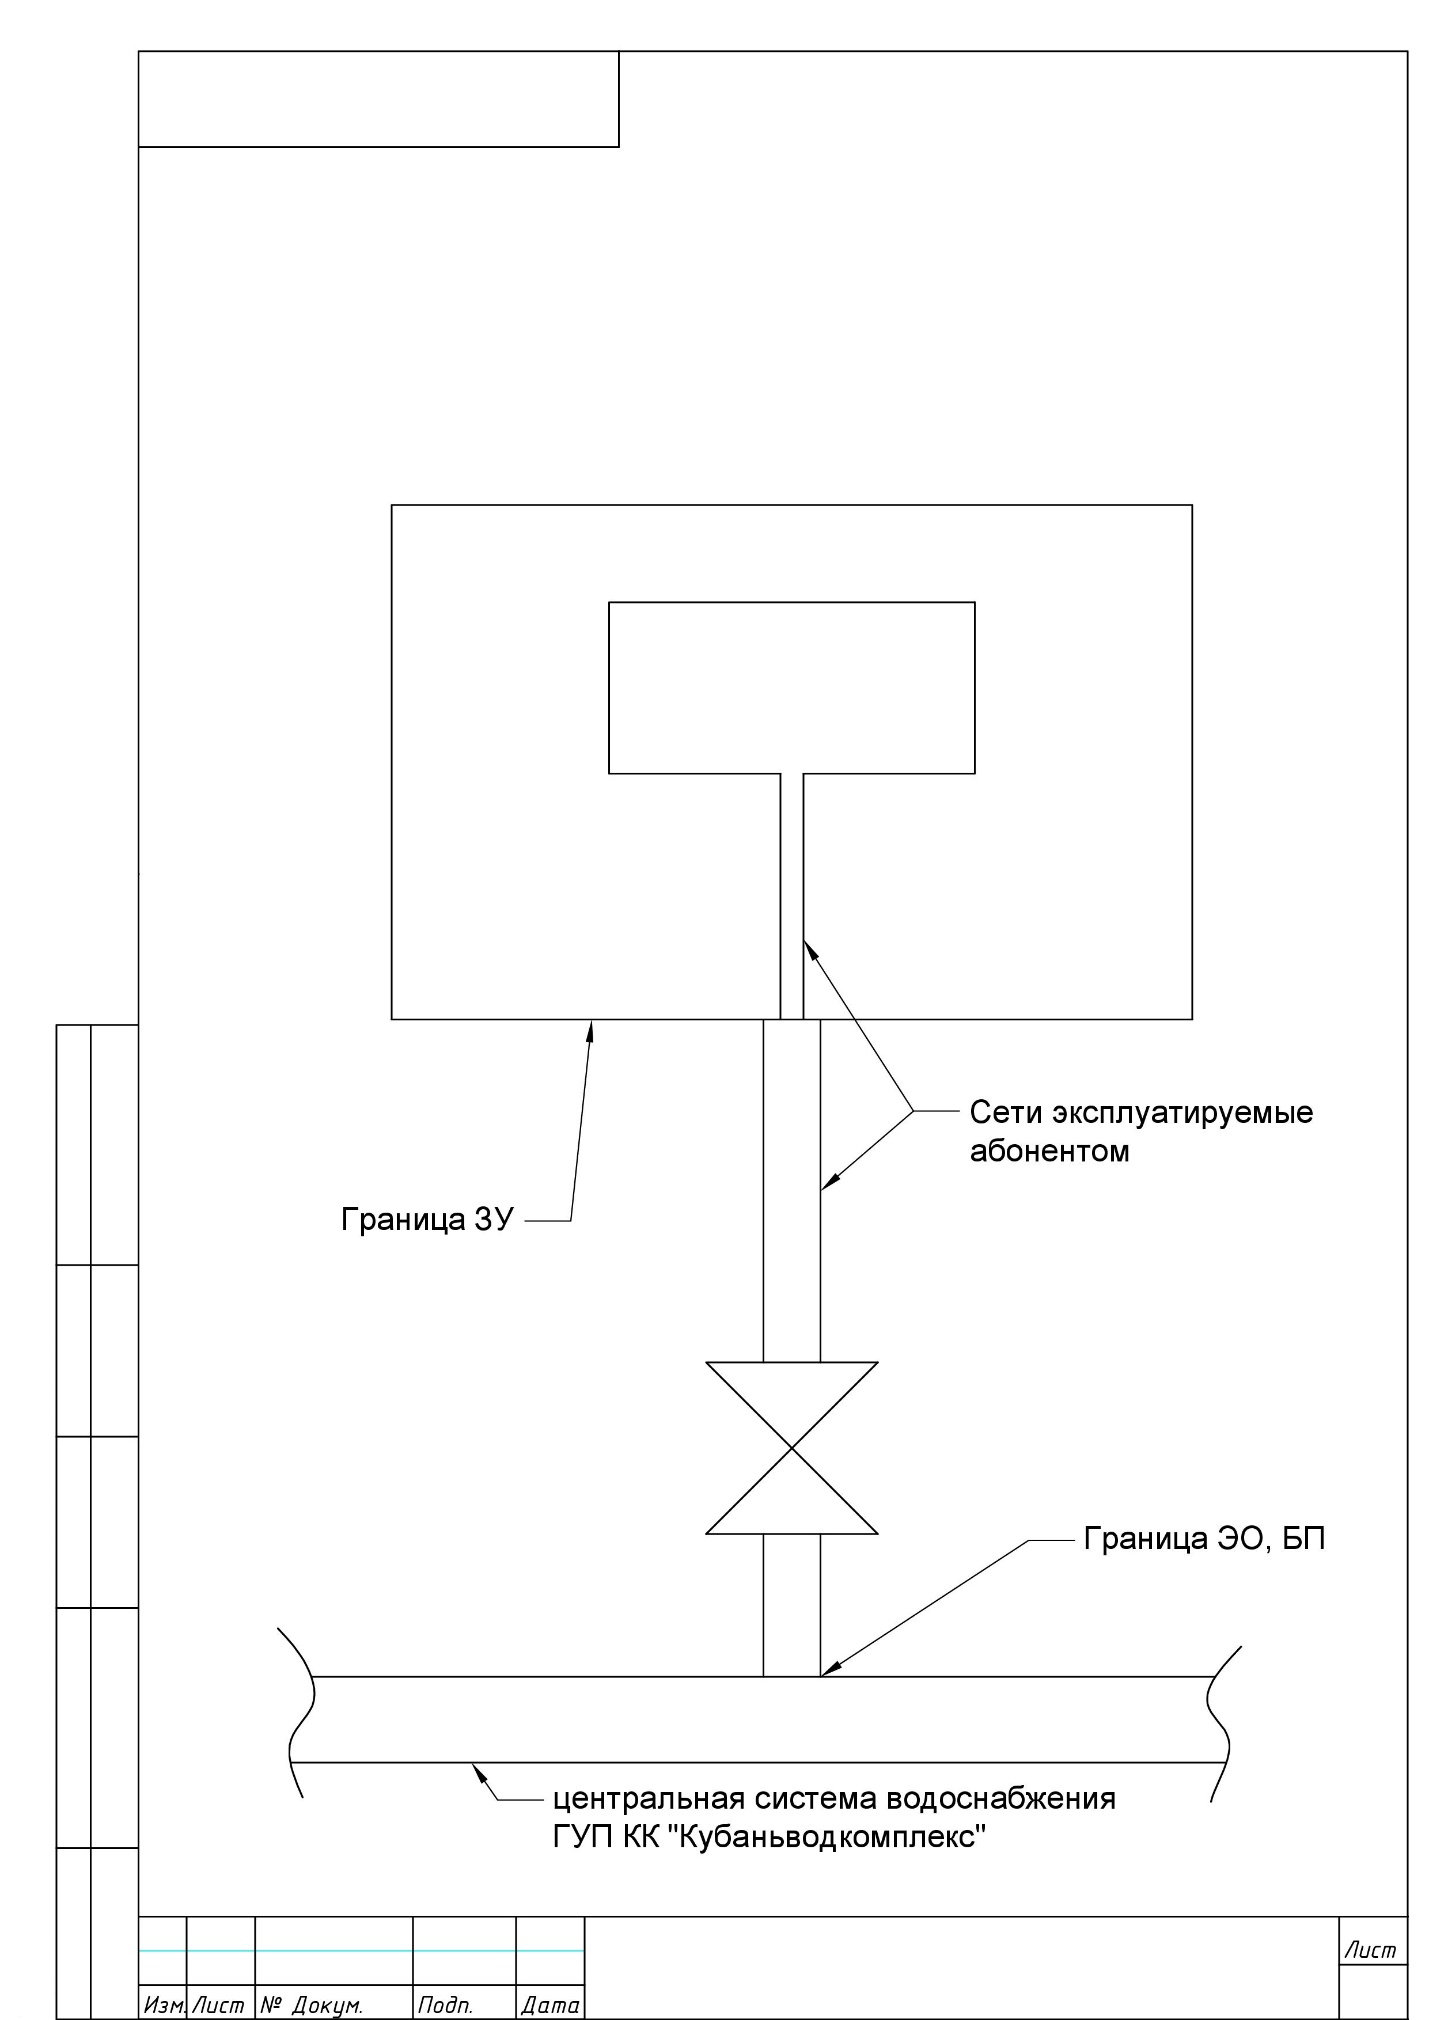 Сети эксплуатируемые
абонентом
Граница ЗУ
Граница ЭО, БП
центральная система водоснабжения
ГУП КК "Кубаньводкомплекс"
Лист
Изм. Лист № Докум. Подп. Дата